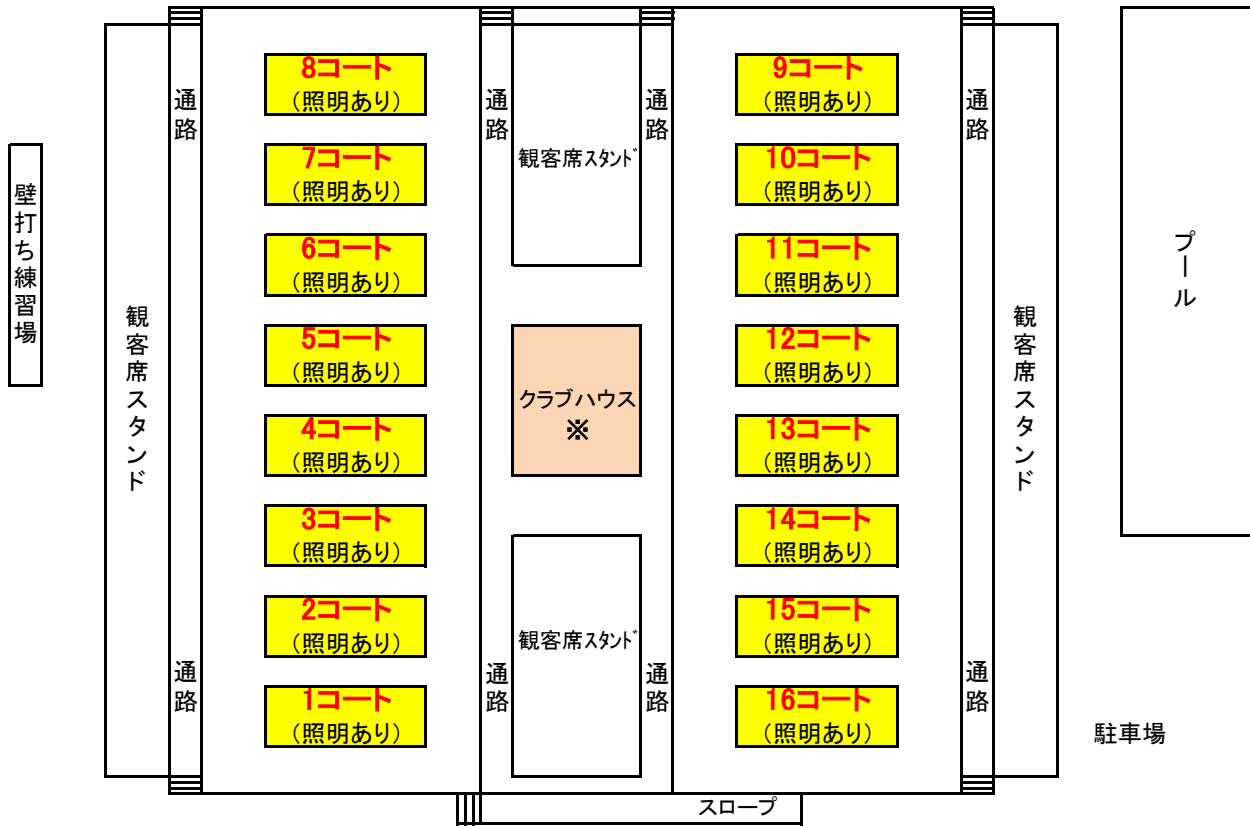 8コート
(照明あり)
9コート
(照明あり)
通路
通路
通路
通路
7コート
(照明あり)
観客席スタンド
10コート
(照明あり)
壁打ち練習場
6コート
(照明あり)
11コート
(照明あり)
プール
観客席スタンド
5コート
(照明あり)
クラブハウス
※
12コート
(照明あり)
観客席スタンド
4コート
(照明あり)
13コート
(照明あり)
3コート
(照明あり)
14コート
(照明あり)
2コート
(照明あり)
観客席スタンド
15コート
(照明あり)
通路
通路
通路
通路
1コート
(照明あり)
16コート
(照明あり)
駐車場
スロープ